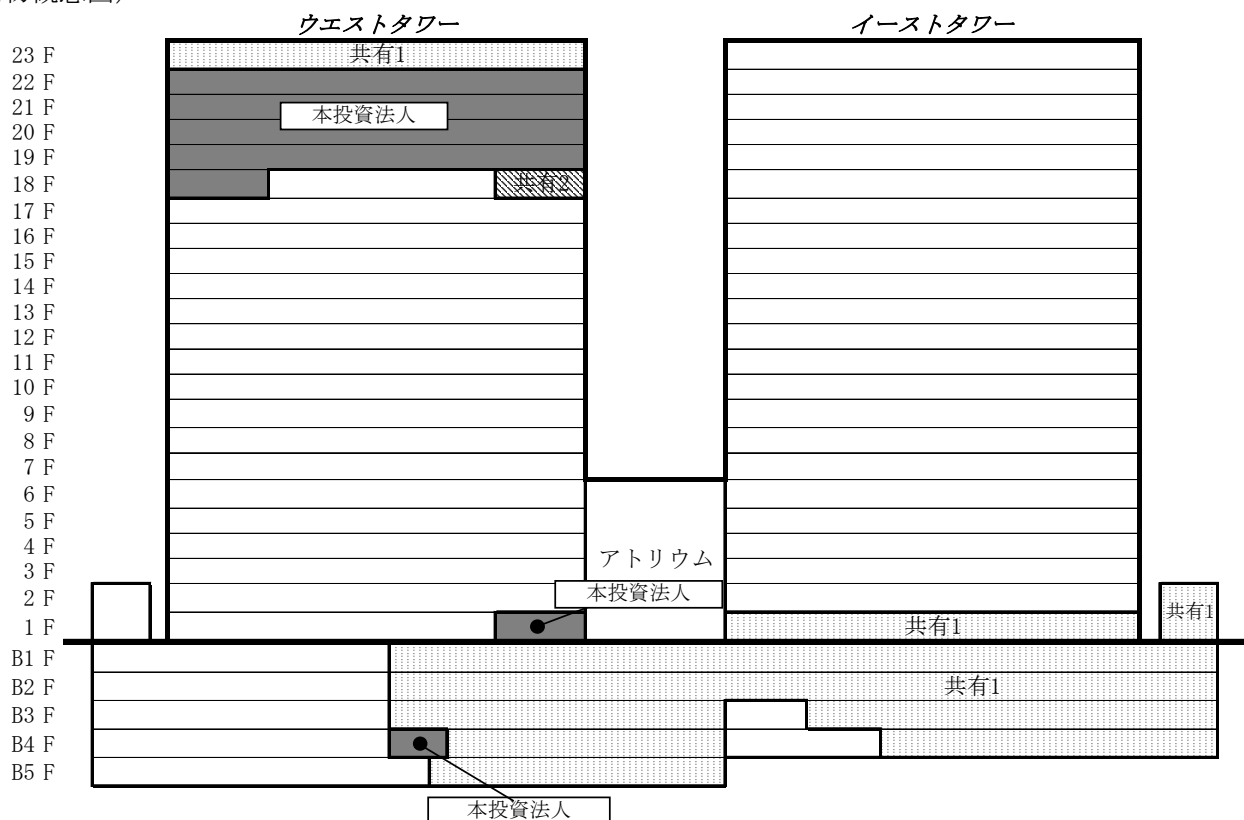 ウエストタワー イーストタワー
23 F 共有1
22 F
21 F 本投資法人
20 F
19 F
18 F 共有2
17 F
16 F
15 F
14 F
13 F
12 F
11 F
10 F
9 F
8 F
7 F
6 F
5 F
4 F
アトリウム
3 F
2 F 本投資法人
共有1
1 F 共有1
B1 F
B2 F 共有1
B3 F
B4 F
B5 F
本投資法人